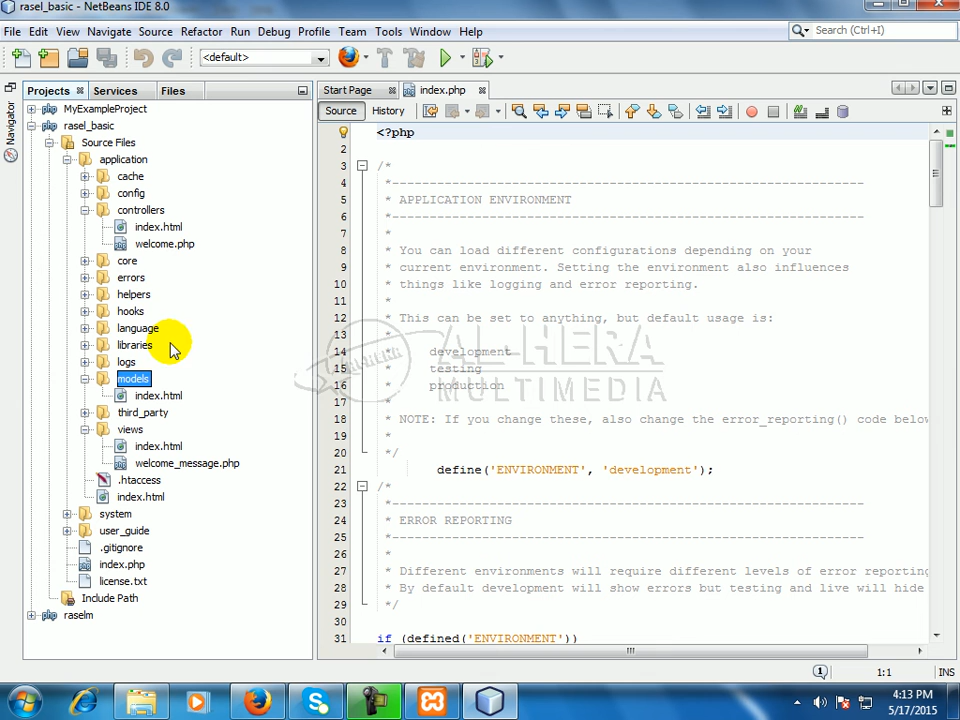 rasel_basic - NetBeans IDE 8.0
File Edit View Navigate Source Refactor Run Debug Profile Team Tools Window Help
Search (Ctrl+I)
<default>
Projects Services Files
Start Page index.php
Navigator
Source History
MyExampleProject
rasel_basic
Source Files
application
cache
config
controllers
index.html
welcome.php
core
errors
helpers
hooks
language
libraries
logs
models
index.html
third_party
views
index.html
welcome_message.php
.htaccess
index.html
system
user_guide
.gitignore
index.php
license.txt
Include Path
raselm
<?php
2
3 /*
4 *---------------------------------------------------------------
5 * APPLICATION ENVIRONMENT
6 *---------------------------------------------------------------
7 *
8 * You can load different configurations depending on your
9 * current environment. Setting the environment also influences
10 * things like logging and error reporting.
11 *
12 * This can be set to anything, but default usage is:
13 *
14 * development
15 * testing
16 * production
17 *
18 * NOTE: If you change these, also change the error_reporting() code below
19 *
20 */
21 define('ENVIRONMENT', 'development');
22 /*
23 *---------------------------------------------------------------
24 * ERROR REPORTING
25 *---------------------------------------------------------------
26 *
27 * Different environments will require different levels of error reporting
28 * By default development will show errors but testing and live will hide
29 */
30
31 if (defined('ENVIRONMENT'))
AL-HERA
MULTIMEDIA
AL-HERA
1:1 INS
4:13 PM
5/17/2015